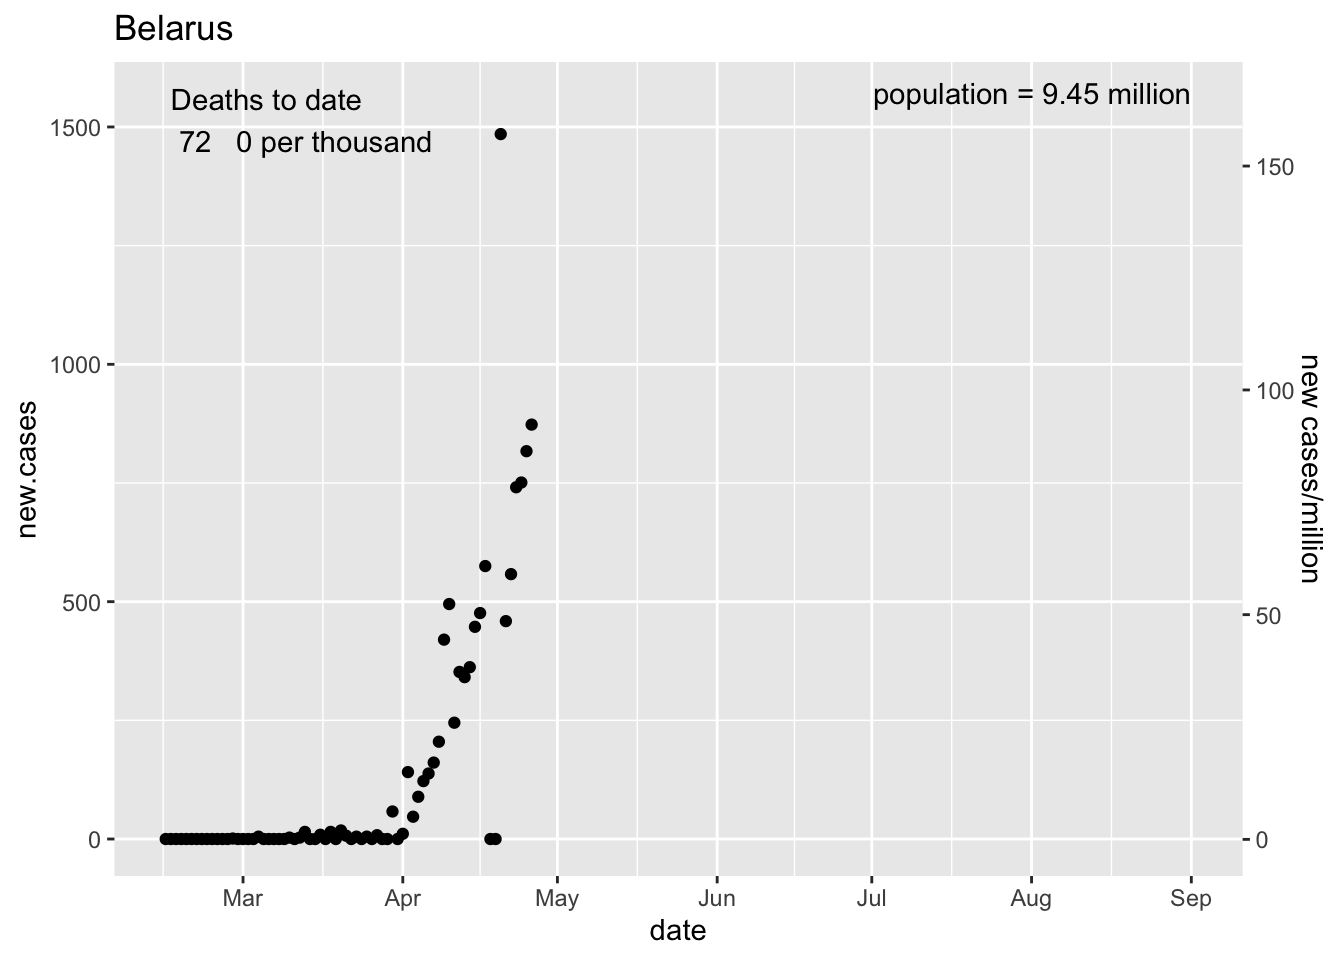 Belarus
Deaths to date
72 0 per thousand
population = 9.45 million
1500
1000
500
0
new.cases
150
100
50
0
new cases/million
Mar Apr May Jun Jul Aug Sep
date